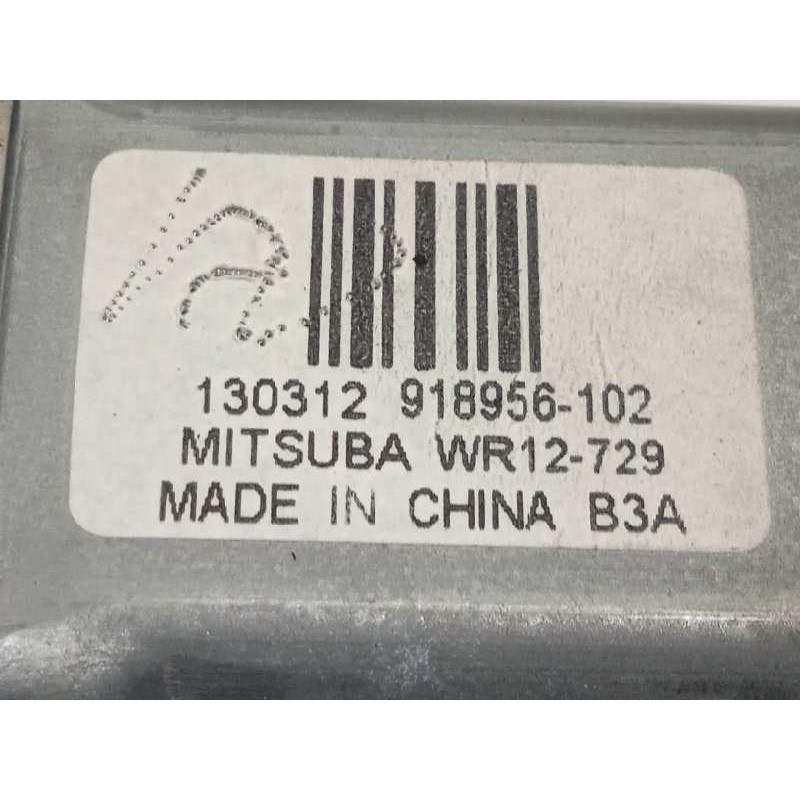 130312 918956-102
MITSUBA WR12-729
MADE IN CHINA B3A